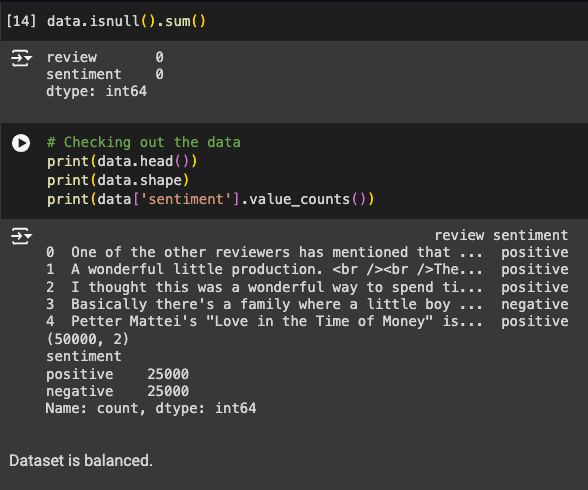 [14] data.isnull().sum()
review       0
sentiment    0
dtype: int64
# Checking out the data
print(data.head())
print(data.shape)
print(data['sentiment'].value_counts())
                                              review sentiment
0  One of the other reviewers has mentioned that ...  positive
1  A wonderful little production. <br /><br />The...  positive
2  I thought this was a wonderful way to spend ti...  positive
3  Basically there's a family where a little boy ...  negative
4  Petter Mattei's "Love in the Time of Money" is...  positive
(50000, 2)
sentiment
positive    25000
negative    25000
Name: count, dtype: int64
Dataset is balanced.